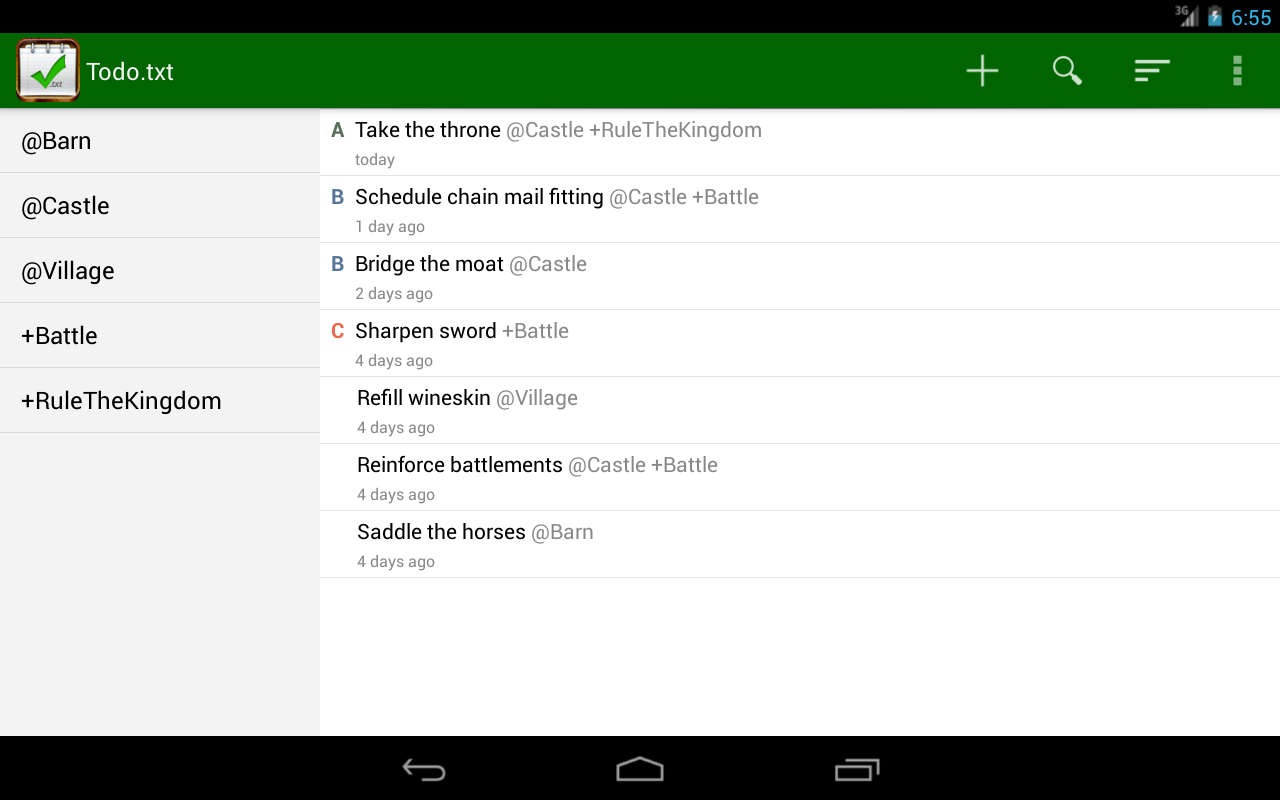 3G 6:55
.txt
Todo.txt
@Barn
@Castle
@Village
+Battle
+RuleTheKingdom
A Take the throne @Castle +RuleTheKingdom
today
B Schedule chain mail fitting @Castle +Battle
1 day ago
B Bridge the moat @Castle
2 days ago
C Sharpen sword +Battle
4 days ago
Refill wineskin @Village
4 days ago
Reinforce battlements @Castle +Battle
4 days ago
Saddle the horses @Barn
4 days ago